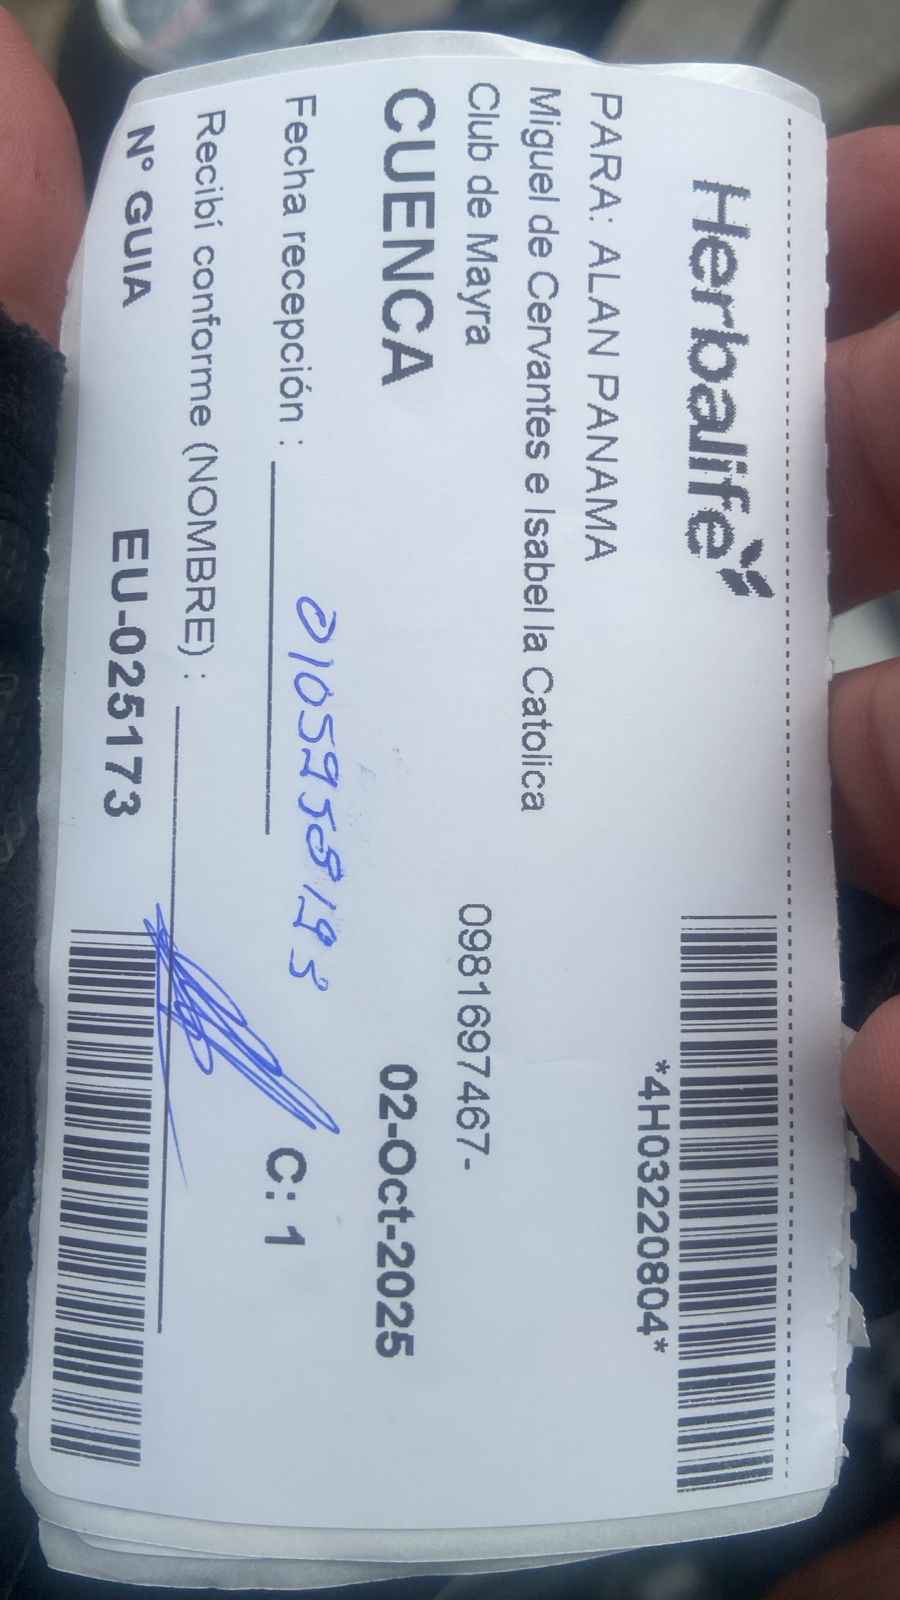 Herbalife
*4H03220804*
PARA: ALAN PANAMA
Miguel de Cervantes e Isabel la Catolica
Club de Mayra 0981697467-
CUENCA 02-Oct-2025
0105958193
Fecha recepción : C: 1
Recibí conforme (NOMBRE) :
N° GUIA EU-025173